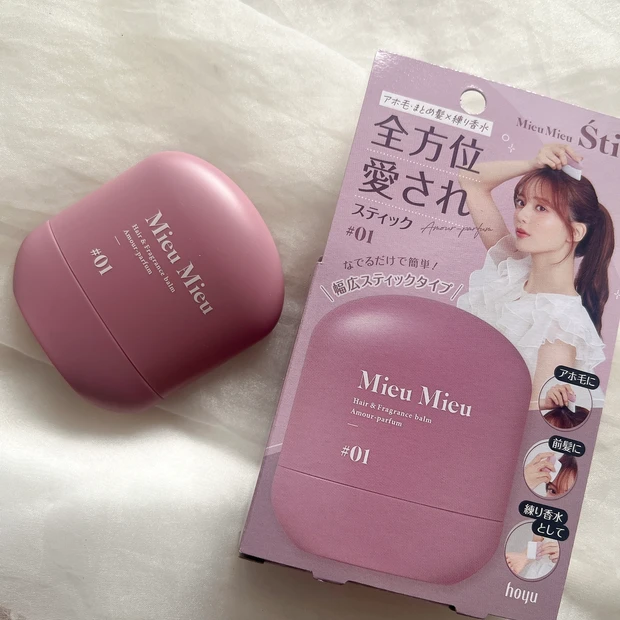 Mieu Mieu
Hair & Fragrance balm
Amour-parfum
#01
アホ毛・まとめ髪×練り香水
Mieu Mieu Sti
全方位
愛され
スティック
#01
Amour-parfum
なでるだけで簡単！
幅広スティックタイプ
Mieu Mieu
Hair & Fragrance balm
Amour-parfum
#01
アホ毛に
前髪に
練り香水
として
hoyu